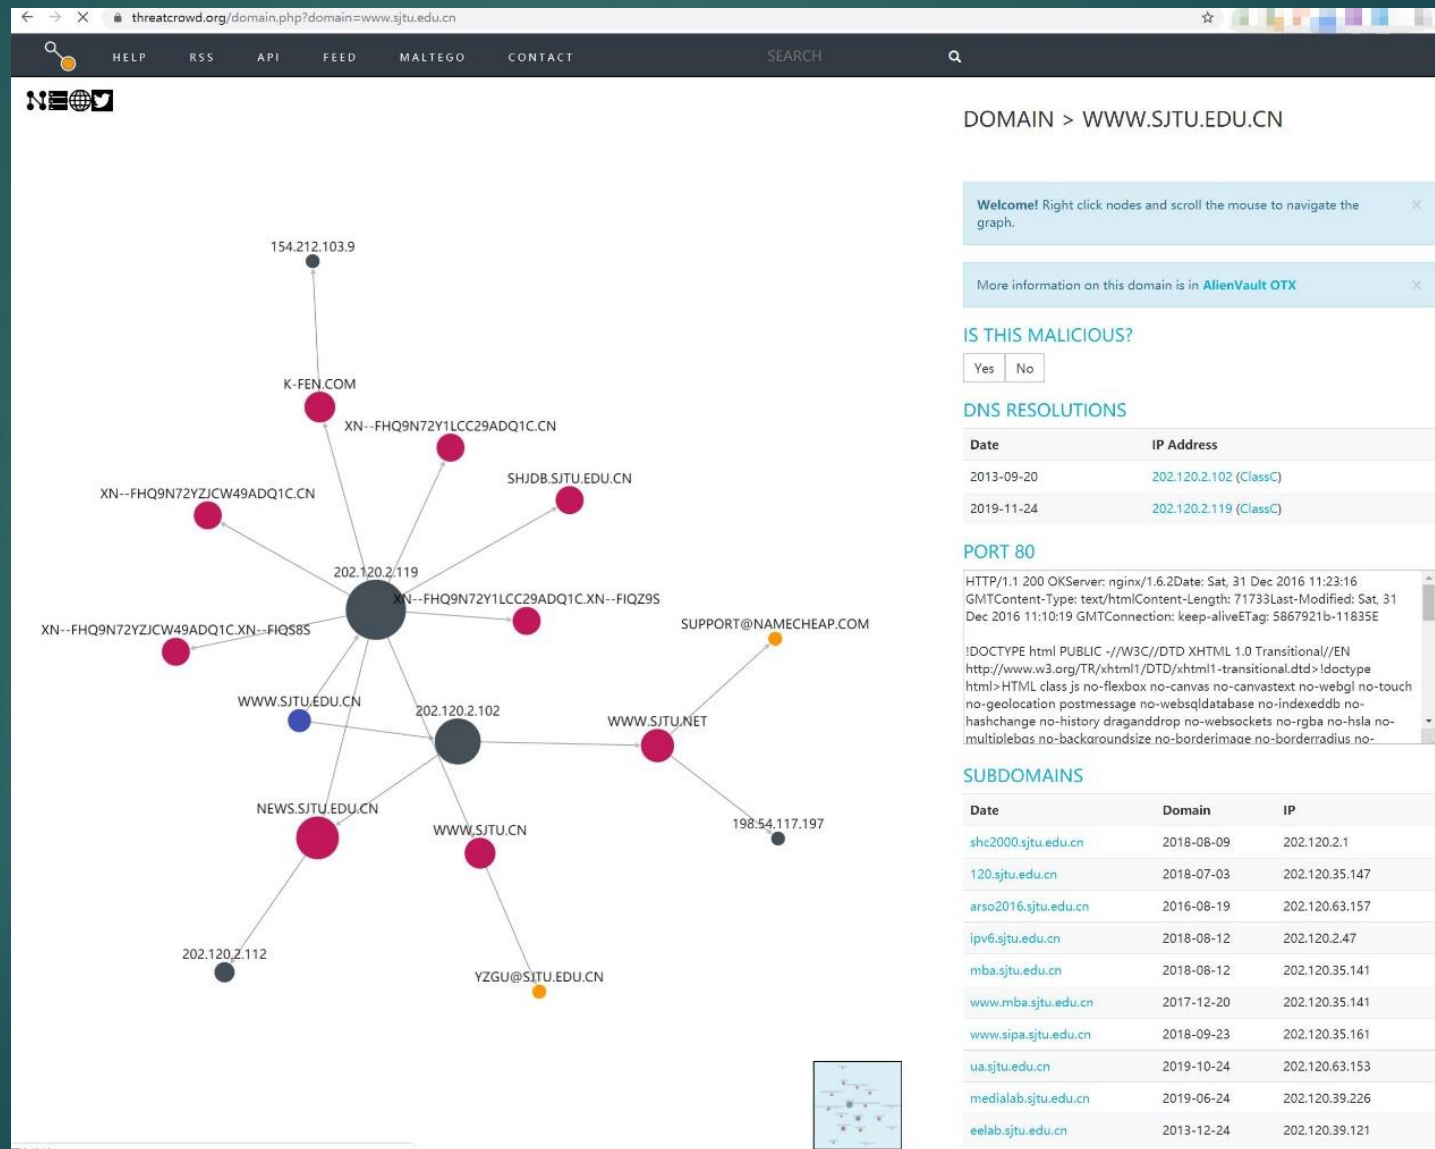 threatcrowd.org/domain.php?domain=www.sjtu.edu.cn
HELP RSS API FEED MALTEGO CONTACT SEARCH
DOMAIN > WWW.SJTU.EDU.CN
Welcome! Right click nodes and scroll the mouse to navigate the
graph.
More information on this domain is in AlienVault OTX
IS THIS MALICIOUS?
Yes No
DNS RESOLUTIONS
Date IP Address
2013-09-20 202.120.2.102 (ClassC)
2019-11-24 202.120.2.119 (ClassC)
PORT 80
HTTP/1.1 200 OKServer: nginx/1.6.2Date: Sat, 31 Dec 2016 11:23:16
GMTContent-Type: text/htmlContent-Length: 71733Last-Modified: Sat, 31
Dec 2016 11:10:19 GMTConnection: keep-aliveETag: 5867921b-11835E
!DOCTYPE html PUBLIC -//W3C//DTD XHTML 1.0 Transitional//EN
http://www.w3.org/TR/xhtml1/DTD/xhtml1-transitional.dtd>!doctype
html>HTML class js no-flexbox no-canvas no-canvastext no-webgl no-touch
no-geolocation postmessage no-websqldatabase no-indexeddb no-
hashchange no-history draganddrop no-websockets no-rgba no-hsla no-
multiplebgs no-backgroundsize no-borderimage no-borderradius no-
SUBDOMAINS
Date Domain IP
shc2000.sjtu.edu.cn 2018-08-09 202.120.2.1
120.sjtu.edu.cn 2018-07-03 202.120.35.147
arso2016.sjtu.edu.cn 2016-08-19 202.120.63.157
ipv6.sjtu.edu.cn 2018-08-12 202.120.2.47
mba.sjtu.edu.cn 2018-08-12 202.120.35.141
www.mba.sjtu.edu.cn 2017-12-20 202.120.35.141
www.sipa.sjtu.edu.cn 2018-09-23 202.120.35.161
ua.sjtu.edu.cn 2019-10-24 202.120.63.153
medialab.sjtu.edu.cn 2019-06-24 202.120.39.226
eelab.sjtu.edu.cn 2013-12-24 202.120.39.121
154.212.103.9
K-FEN.COM
XN--FHQ9N72Y1LCC29ADQ1C.CN
SHJDB.SJTU.EDU.CN
XN--FHQ9N72YZJCW49ADQ1C.CN
202.120.2.119
XN--FHQ9N72Y1LCC29ADQ1C.XN--FIQZ9S
XN--FHQ9N72YZJCW49ADQ1C.XN--FIQS8S
SUPPORT@NAMECHEAP.COM
WWW.SJTU.EDU.CN
202.120.2.102
WWW.SJTU.NET
NEWS.SJTU.EDU.CN
WWW.SJTU.CN
198.54.117.197
202.120.2.112
YZGU@SJTU.EDU.CN